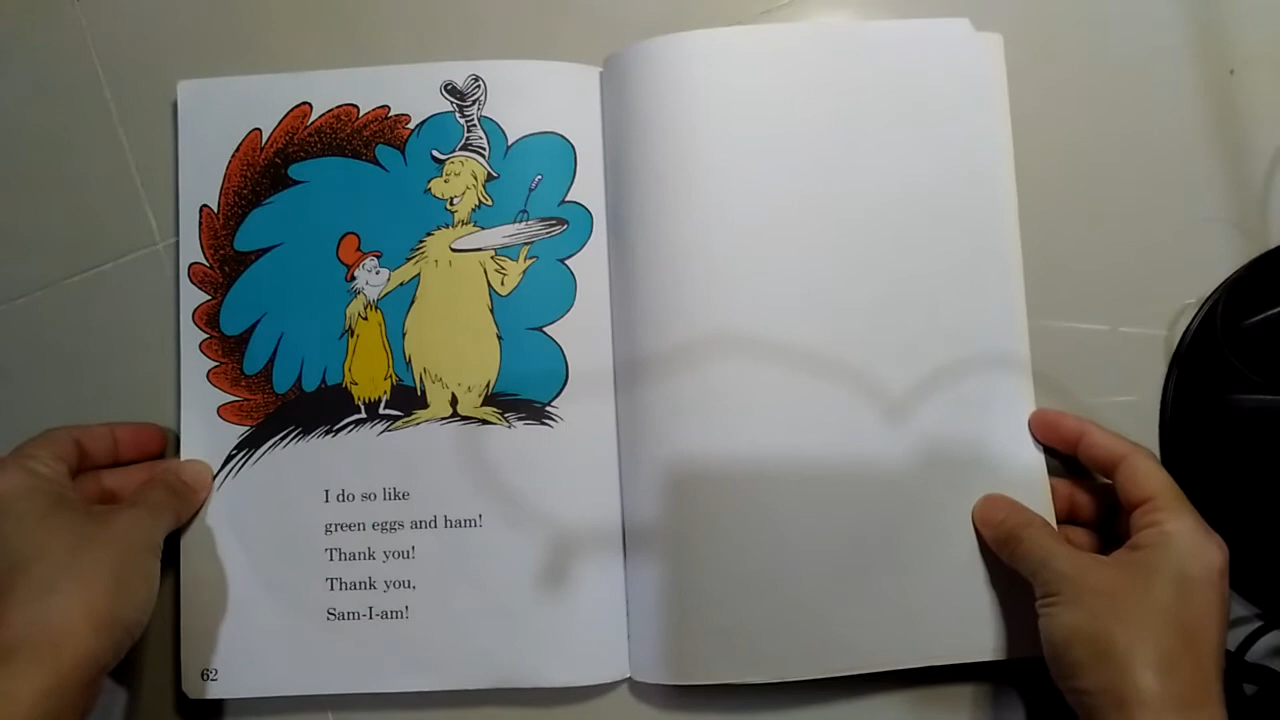 I do so like
green eggs and ham!
Thank you!
Thank you,
Sam-I-am!
62